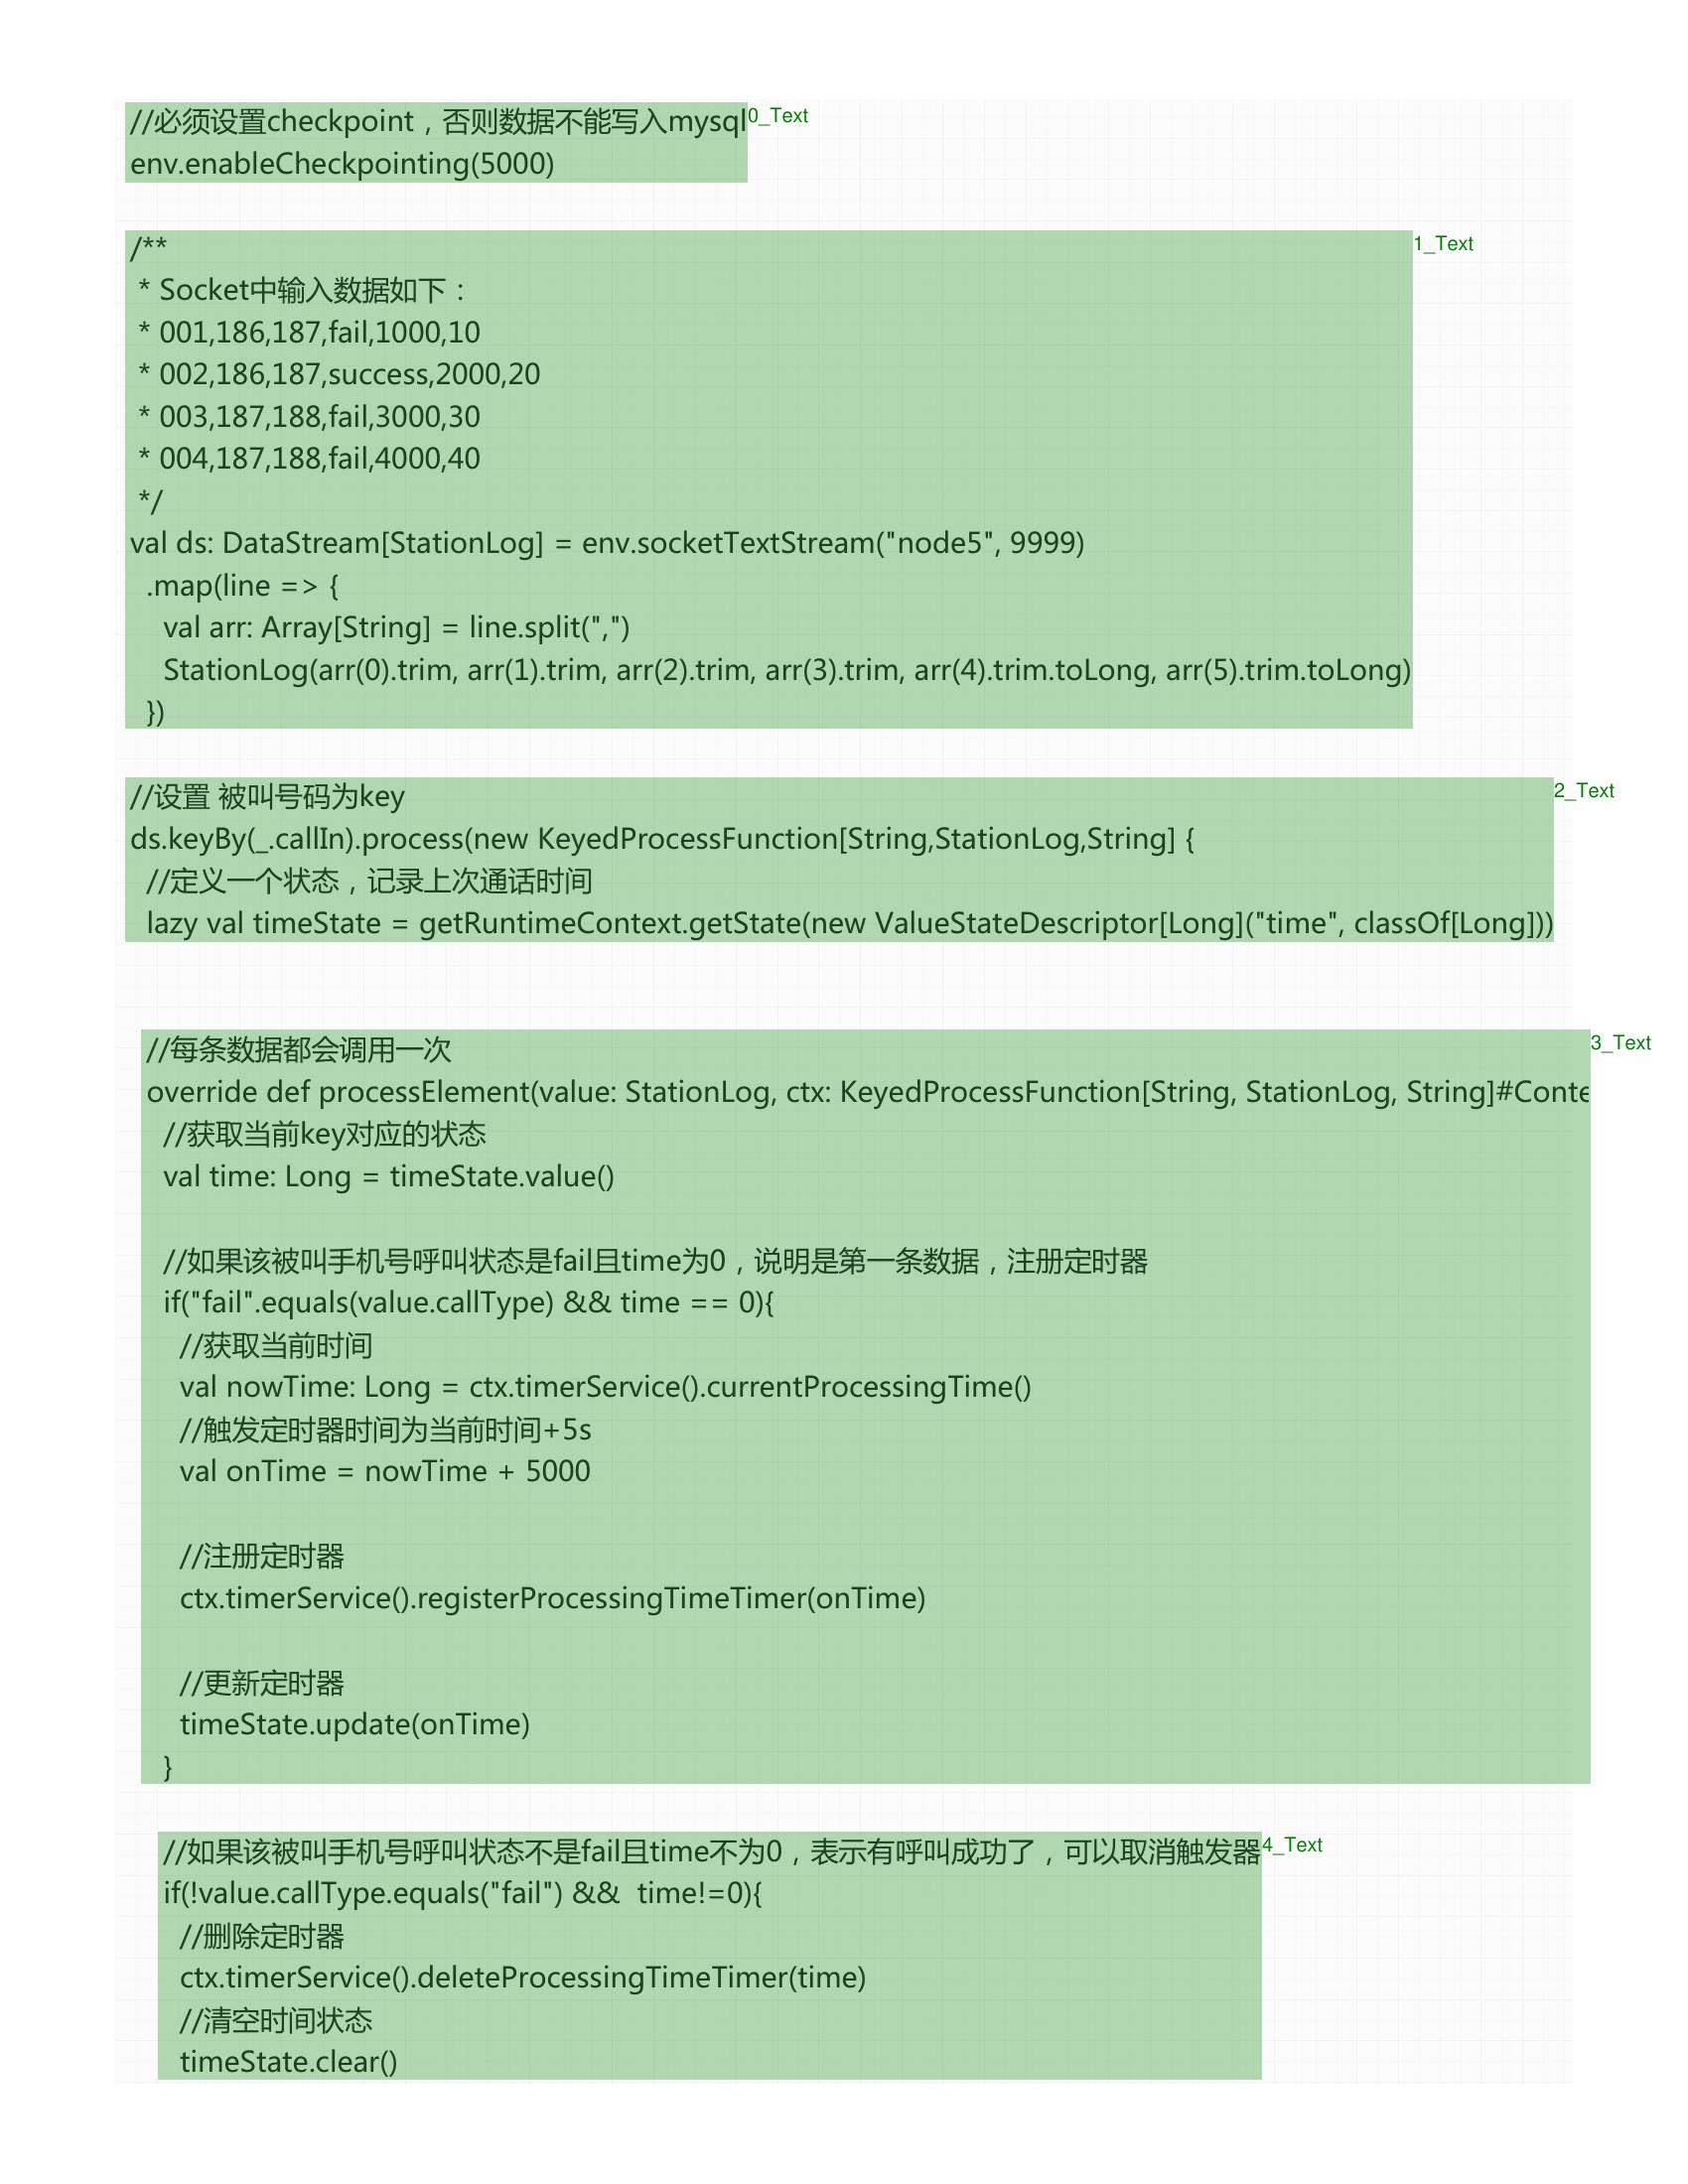 //必须设置checkpoint，否则数据不能写入mysql
0_Text
env.enableCheckpointing(5000)
/**
1_Text
* Socket中输入数据如下：
* 001,186,187,fail,1000,10
* 002,186,187,success,2000,20
* 003,187,188,fail,3000,30
* 004,187,188,fail,4000,40
*/
val ds: DataStream[StationLog] = env.socketTextStream("node5", 9999)
.map(line => {
val arr: Array[String] = line.split(",")
StationLog(arr(0).trim, arr(1).trim, arr(2).trim, arr(3).trim, arr(4).trim.toLong, arr(5).trim.toLong)
})
//设置 被叫号码为key
2_Text
ds.keyBy(_.callIn).process(new KeyedProcessFunction[String,StationLog,String] {
//定义一个状态，记录上次通话时间
lazy val timeState = getRuntimeContext.getState(new ValueStateDescriptor[Long]("time", classOf[Long]))
//每条数据都会调用一次
3_Text
override def processElement(value: StationLog, ctx: KeyedProcessFunction[String, StationLog, String]#Conte
//获取当前key对应的状态
val time: Long = timeState.value()
//如果该被叫手机号呼叫状态是fail且time为0，说明是第一条数据，注册定时器
if("fail".equals(value.callType) && time == 0){
//获取当前时间
val nowTime: Long = ctx.timerService().currentProcessingTime()
//触发定时器时间为当前时间+5s
val onTime = nowTime + 5000
//注册定时器
ctx.timerService().registerProcessingTimeTimer(onTime)
//更新定时器
timeState.update(onTime)
}
//如果该被叫手机号呼叫状态不是fail且time不为0，表示有呼叫成功了，可以取消触发器
4_Text
if(!value.callType.equals("fail") &&  time!=0){
//删除定时器
ctx.timerService().deleteProcessingTimeTimer(time)
//清空时间状态
timeState.clear()